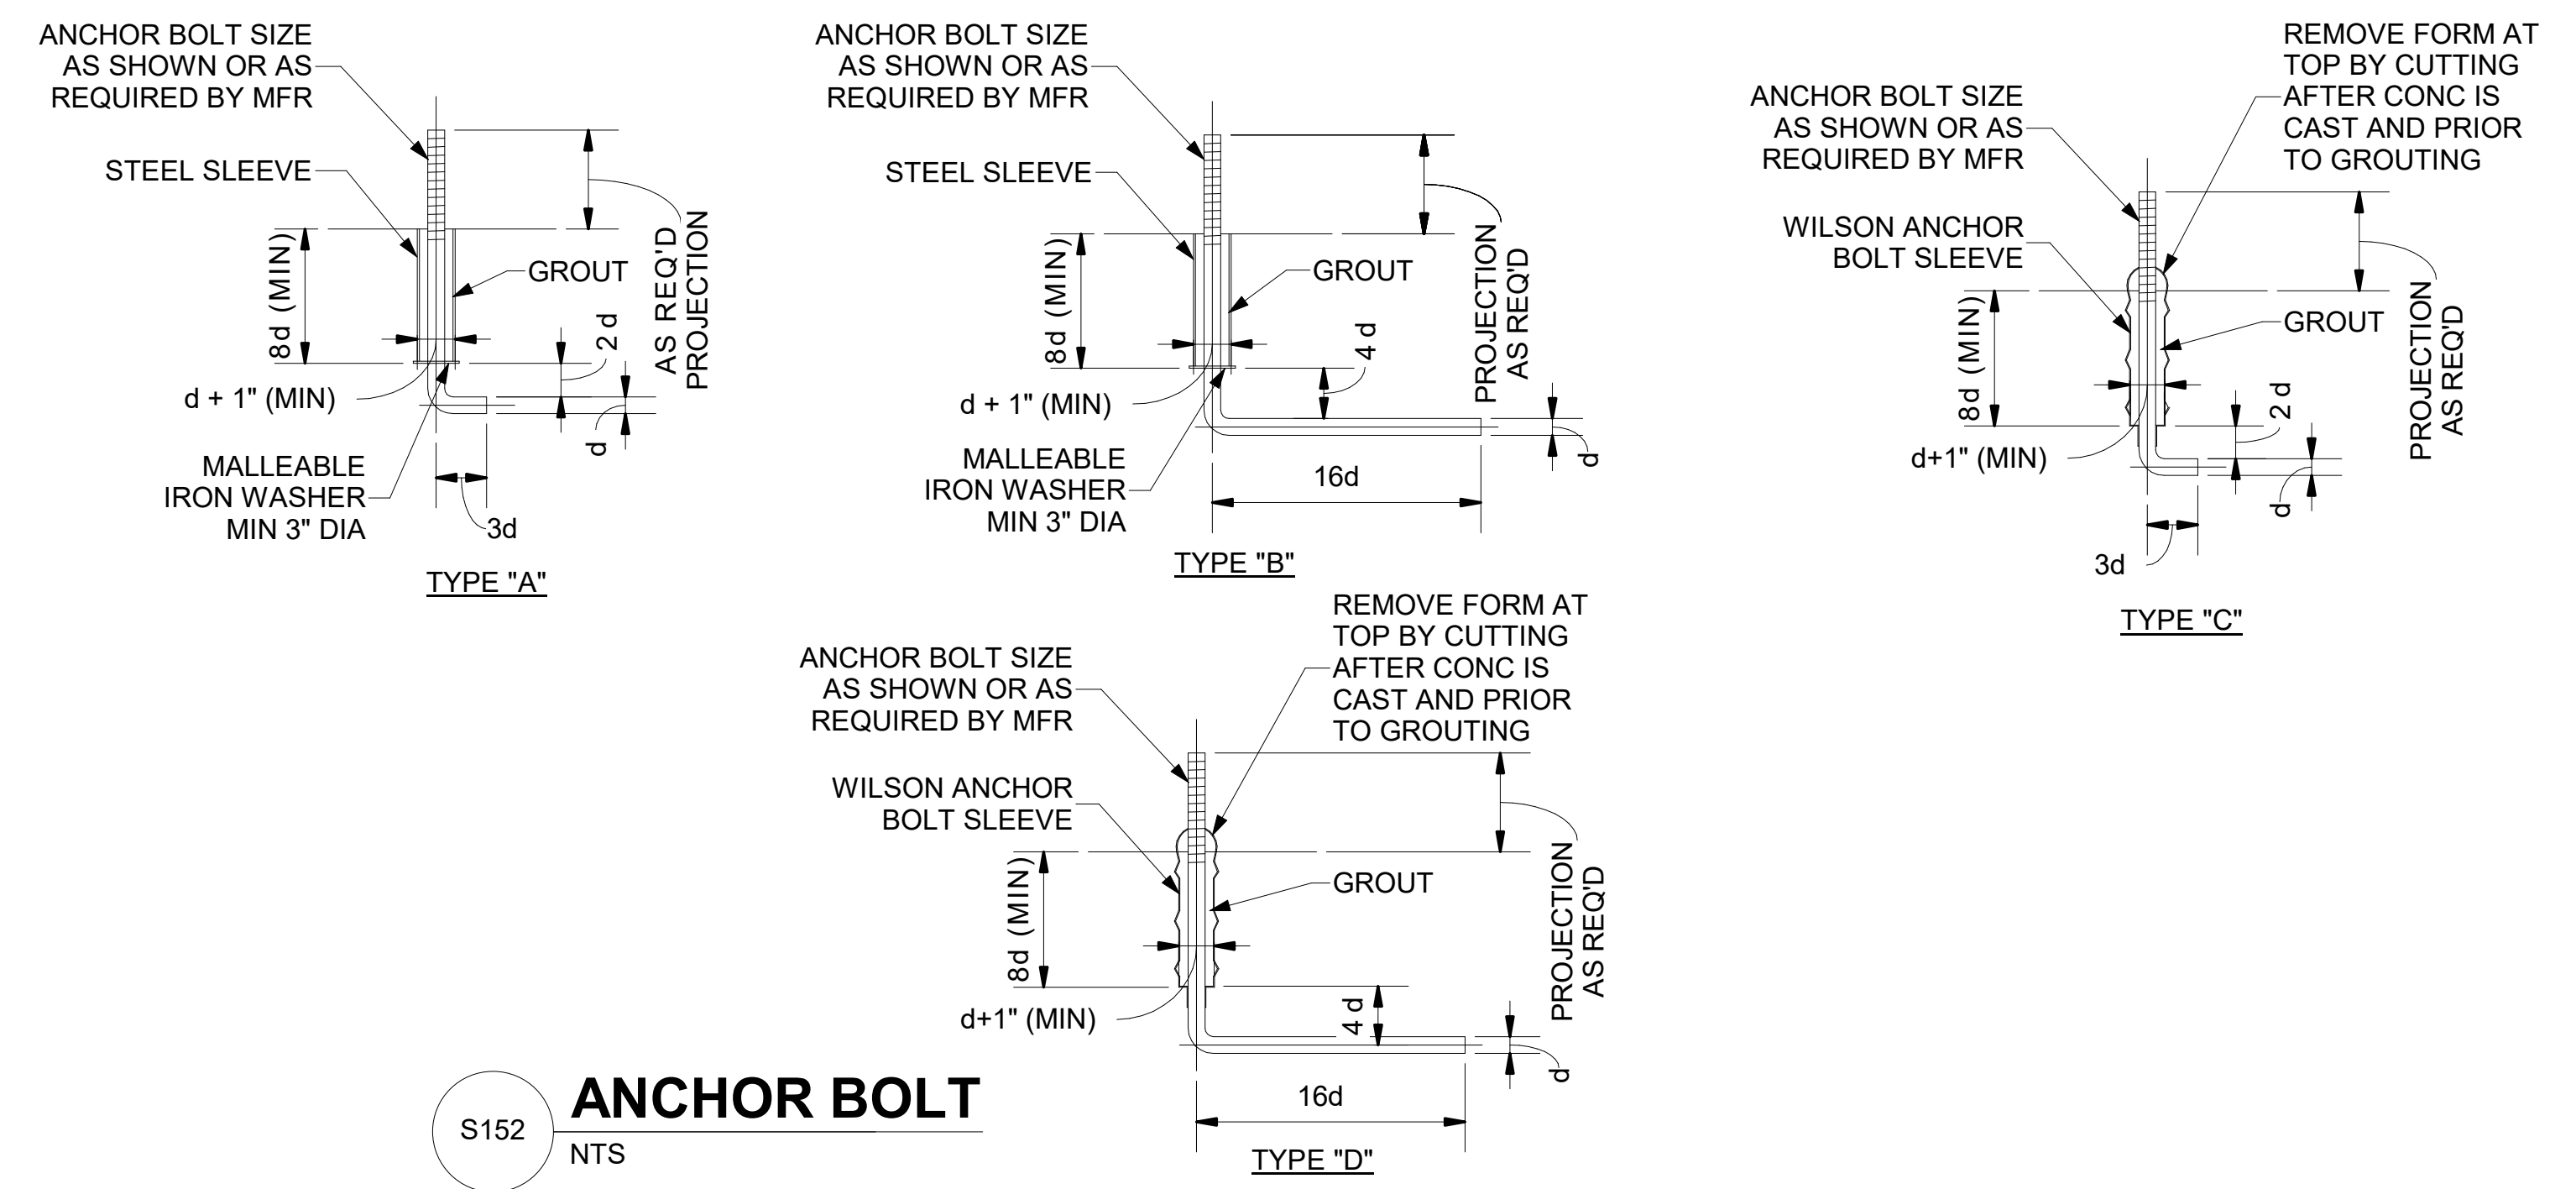 ANCHOR BOLT SIZE
AS SHOWN OR AS
REQUIRED BY MFR
STEEL SLEEVE
8d (MIN)
GROUT
2 d
AS REQ'D
PROJECTION
d + 1" (MIN)
d
MALLEABLE
IRON WASHER
MIN 3" DIA
3d
TYPE "A"
ANCHOR BOLT SIZE
AS SHOWN OR AS
REQUIRED BY MFR
STEEL SLEEVE
8d (MIN)
GROUT
4 d
PROJECTION
AS REQ'D
d + 1" (MIN)
d
MALLEABLE
IRON WASHER
MIN 3" DIA
16d
TYPE "B"
REMOVE FORM AT
TOP BY CUTTING
AFTER CONC IS
CAST AND PRIOR
TO GROUTING
ANCHOR BOLT SIZE
AS SHOWN OR AS
REQUIRED BY MFR
WILSON ANCHOR
BOLT SLEEVE
8d (MIN)
GROUT
PROJECTION
AS REQ'D
2 d
d+1" (MIN)
d
3d
TYPE "C"
REMOVE FORM AT
TOP BY CUTTING
AFTER CONC IS
CAST AND PRIOR
TO GROUTING
ANCHOR BOLT SIZE
AS SHOWN OR AS
REQUIRED BY MFR
WILSON ANCHOR
BOLT SLEEVE
8d (MIN)
GROUT
PROJECTION
AS REQ'D
4 d
d+1" (MIN)
d
16d
TYPE "D"
S152
ANCHOR BOLT
NTS